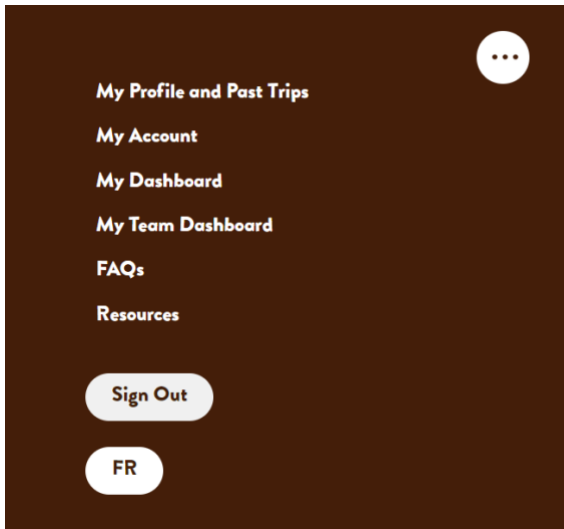 My Profile and Past Trips
My Account
My Dashboard
My Team Dashboard
FAQs
Resources
Sign Out
FR